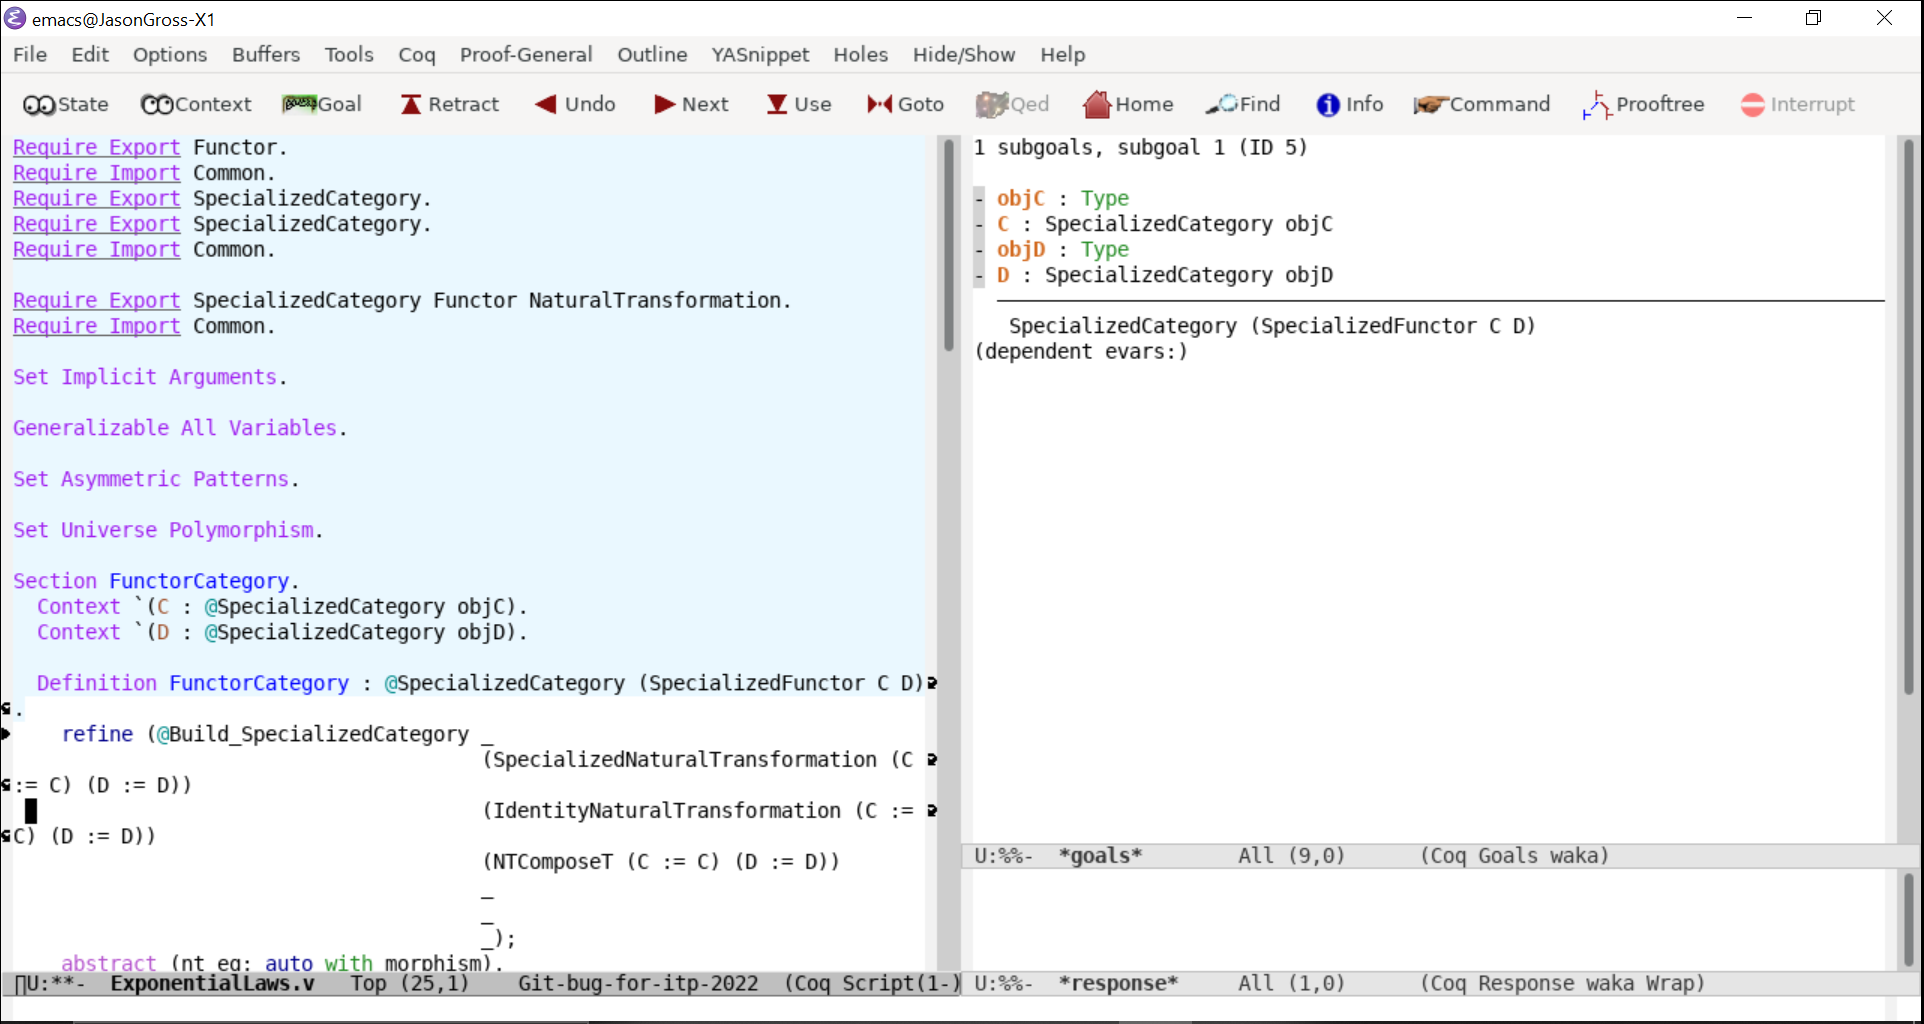 emacs@JasonGross-X1
File Edit Options Buffers Tools Coq Proof-General Outline YASnippet Holes Hide/Show Help
State Context Goal Retract Undo Next Use Goto Qed Home Find Info Command Prooftree Interrupt
Require Export Functor.
Require Import Common.
Require Export SpecializedCategory.
Require Export SpecializedCategory.
Require Import Common.
Require Export SpecializedCategory Functor NaturalTransformation.
Require Import Common.
Set Implicit Arguments.
Generalizable All Variables.
Set Asymmetric Patterns.
Set Universe Polymorphism.
Section FunctorCategory.
Context `(C : @SpecializedCategory objC).
Context `(D : @SpecializedCategory objD).
Definition FunctorCategory : @SpecializedCategory (SpecializedFunctor C D)
.
refine (@Build_SpecializedCategory _
(SpecializedNaturalTransformation (C
:= C) (D := D))
(IdentityNaturalTransformation (C :=
C) (D := D))
(NTComposeT (C := C) (D := D))
_
_
_);
abstract (nt_eq; auto with morphism).
U:**- ExponentialLaws.v Top (25,1) Git-bug-for-itp-2022 (Coq Script(1-)
1 subgoals, subgoal 1 (ID 5)
- objC : Type
- C : SpecializedCategory objC
- objD : Type
- D : SpecializedCategory objD
SpecializedCategory (SpecializedFunctor C D)
(dependent evars:)
U:%%- *goals* All (9,0) (Coq Goals waka)
U:%%- *response* All (1,0) (Coq Response waka Wrap)